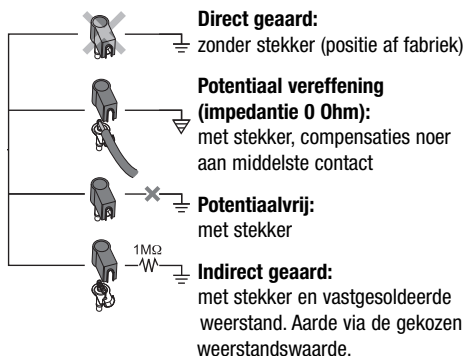 Direct geaard:
zonder stekker (positie af fabriek)
Potentiaal vereffening
(impedantie 0 Ohm):
met stekker, compensaties noer
aan middelste contact
Potentiaalvrij:
met stekker
1MΩ
Indirect geaard:
met stekker en vastgesoldeerde
weerstand. Aarde via de gekozen
weerstandswaarde.